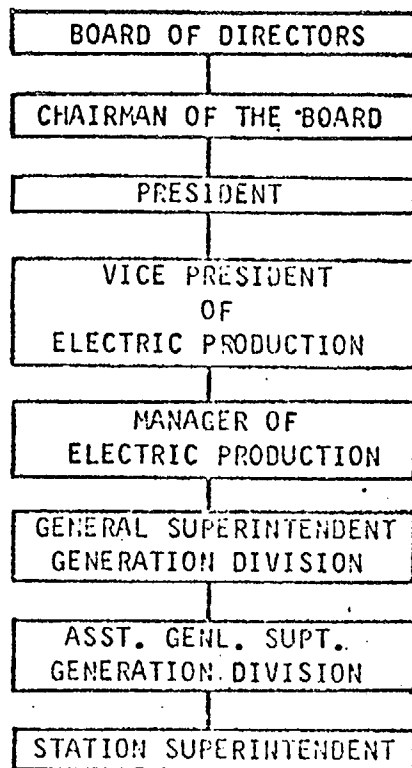 BOARD OF DIRECTORS
CHAIRMAN OF THE BOARD
PRESIDENT
VICE PRESIDENT
OF
ELECTRIC PRODUCTION
MANAGER OF
ELECTRIC PRODUCTION
GENERAL SUPERINTENDENT
GENERATION DIVISION
ASST. GENL. SUPT.
GENERATION DIVISION
STATION SUPERINTENDENT